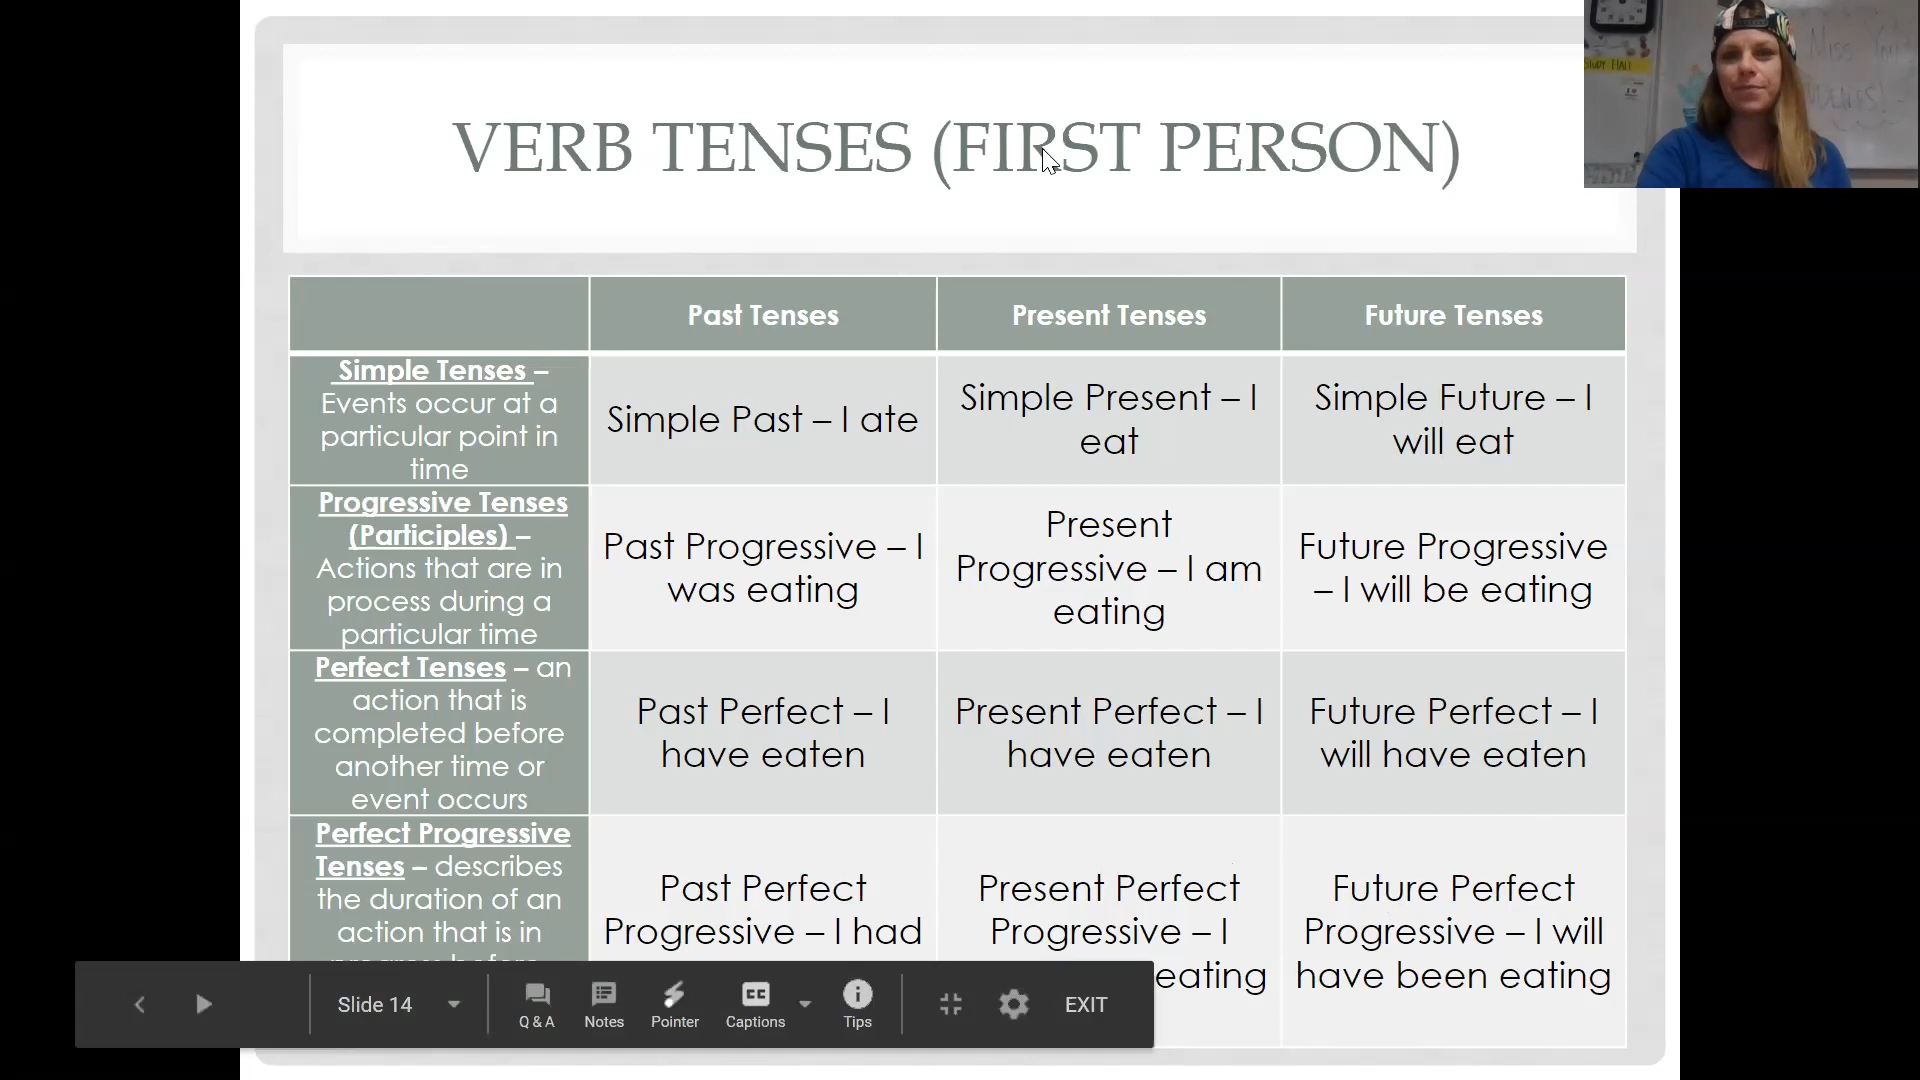 VERB TENSES (FIRST PERSON)
STUDY HALL
Miss You
Past Tenses
Present Tenses
Future Tenses
Simple Tenses –
Events occur at a
particular point in
time
Simple Past – I ate
Simple Present – I
eat
Simple Future – I
will eat
Progressive Tenses
(Participles) –
Actions that are in
process during a
particular time
Past Progressive – I
was eating
Present
Progressive – I am
eating
Future Progressive
– I will be eating
Perfect Tenses – an
action that is
completed before
another time or
event occurs
Past Perfect – I
have eaten
Present Perfect – I
have eaten
Future Perfect – I
will have eaten
Perfect Progressive
Tenses – describes
the duration of an
action that is in
Past Perfect
Progressive – I had
Present Perfect
Progressive – I
eating
Future Perfect
Progressive – I will
have been eating
Slide 14
Q & A
Notes
Pointer
CC
Captions
Tips
EXIT